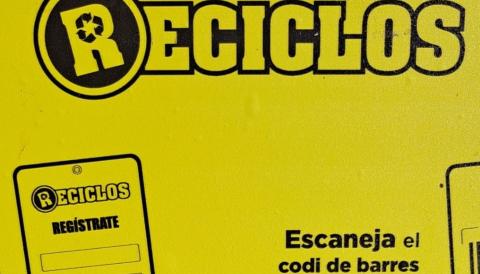 RECICLOS
RECICLOS
REGÍSTRATE
Escaneja el
codi de barres